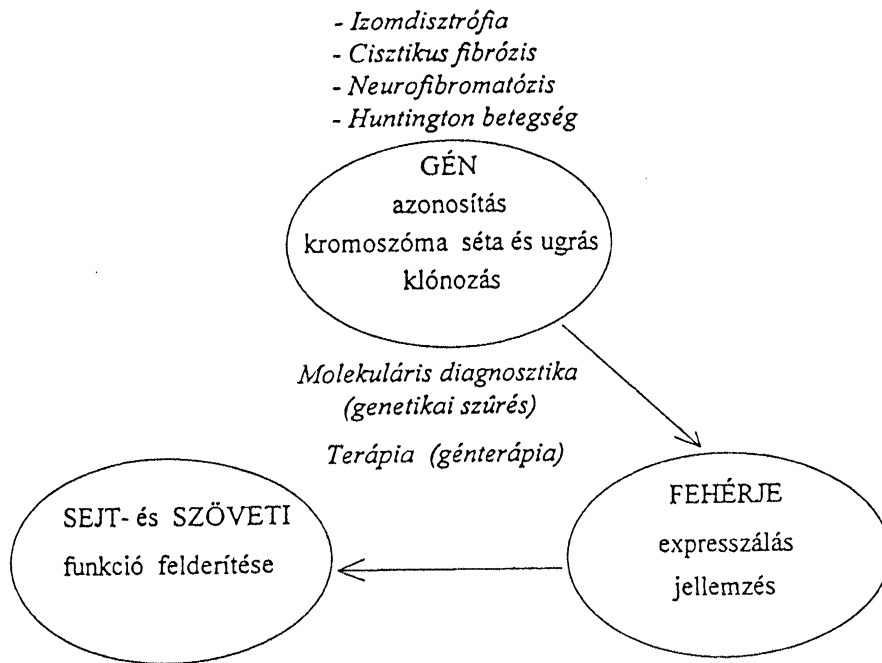 - Izomdisztrófia
- Cisztikus fibrózis
- Neurofibromatózis
- Huntington betegség
GÉN
azonosítás
kromoszóma séta és ugrás
klónozás
Molekuláris diagnosztika
(genetikai szűrés)
Terápia (génterápia)
FEHÉRJE
expresszálás
jellemzés
SEJT- és SZÖVETI
funkció felderítése